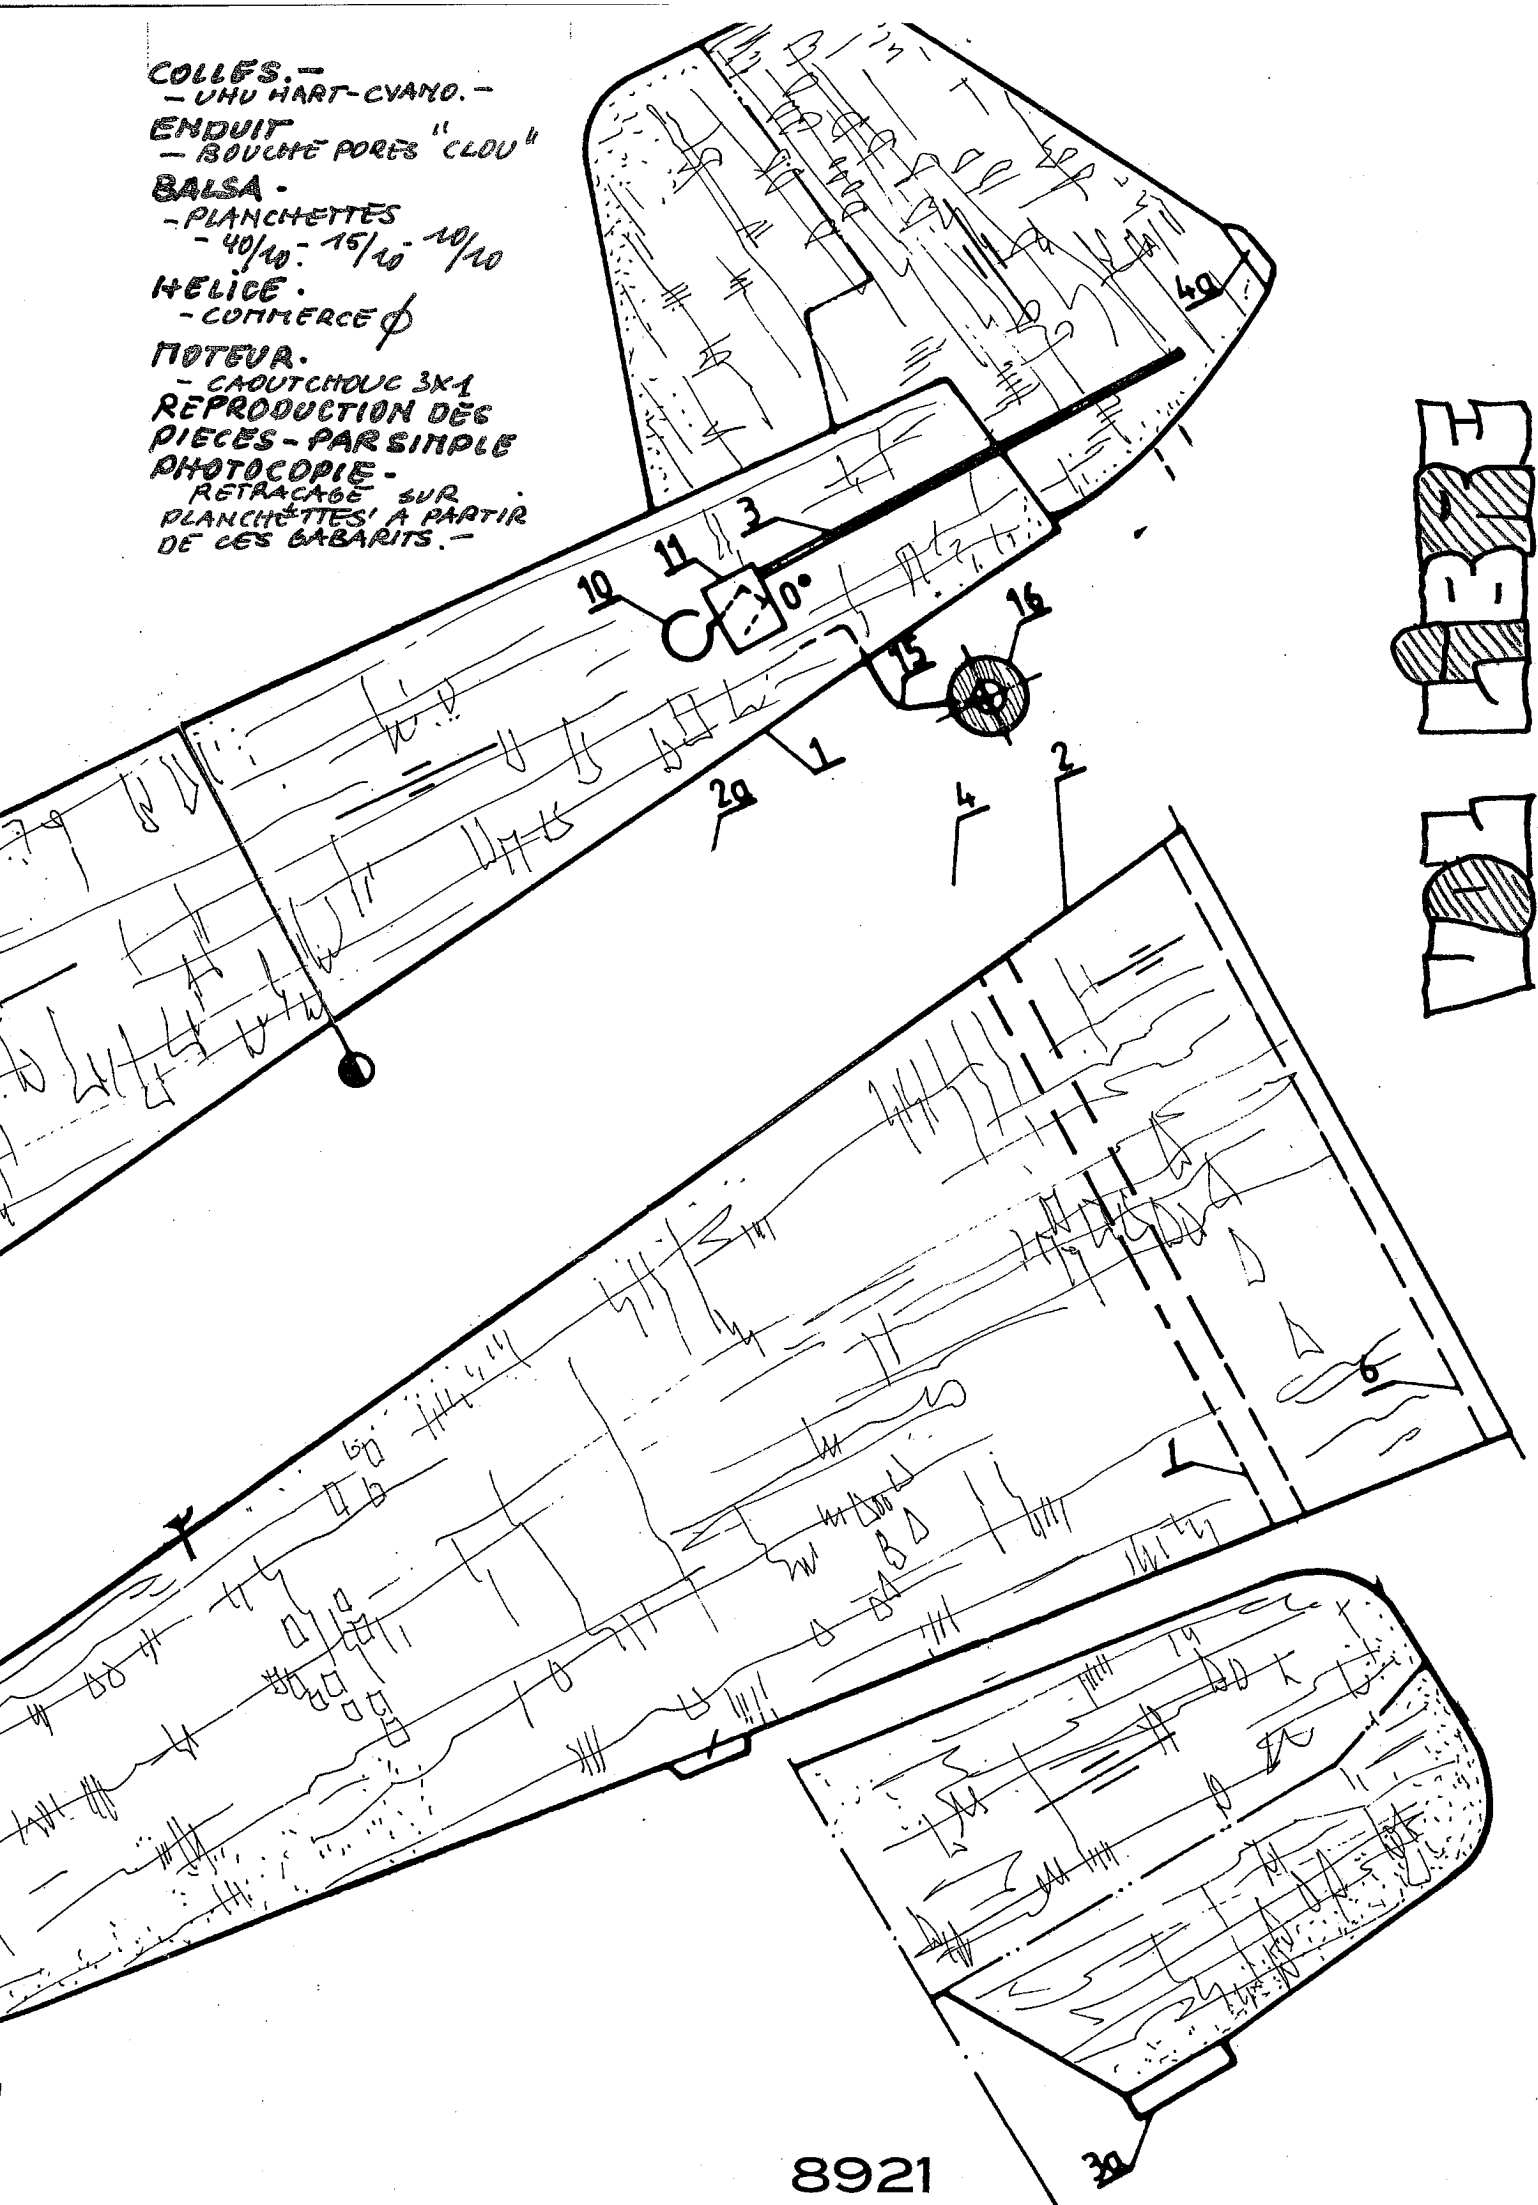 COLLES.-
- UHU HART-CYANO.-
ENDUIT
- BOUCHE PORES "CLOU"
BALSA -
- PLANCHETTES
- 40/10 - 15/10 - 10/10
HELICE.
- COMMERCE ϕ
MOTEUR.
- CAOUTCHOUC 3X1
REPRODUCTION DES
PIECES - PAR SIMPLE
PHOTOCOPIE -
RETRACAGE SUR
PLANCHETTES A PARTIR
DE CES GABARITS.-
4a
3
11
10
0°
16
15
1
2
2a
4
6
1
3a
VOL LIBRE
8921